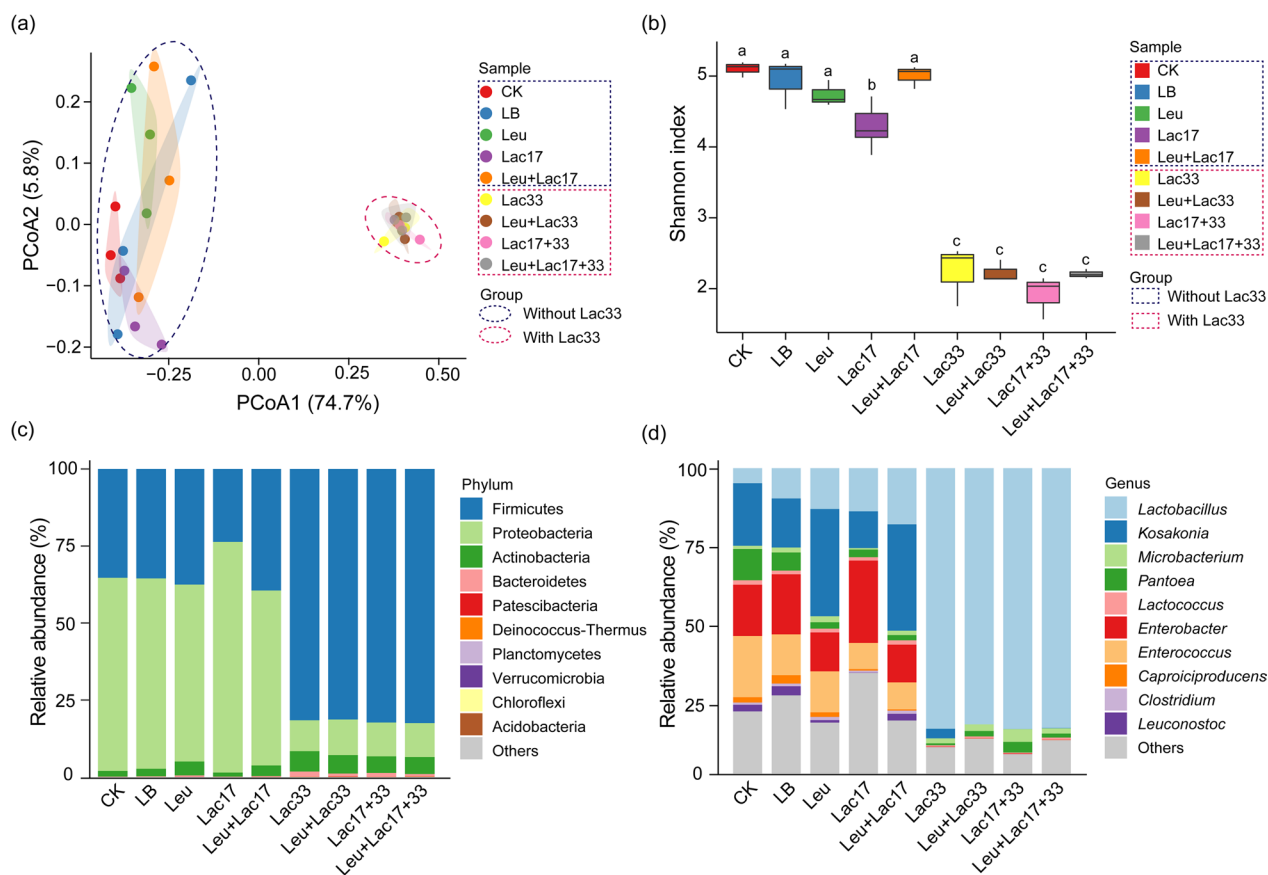 (a)
PCoA2 (5.8%)
0.2
0.1
0.0
−0.1
−0.2
−0.25
0.00
0.25
0.50
PCoA1 (74.7%)
Sample
CK
LB
Leu
Lac17
Leu+Lac17
Lac33
Leu+Lac33
Lac17+33
Leu+Lac17+33
Group
Without Lac33
With Lac33
(b)
Shannon index
5
4
3
2
a
a
a
b
a
c
c
c
c
CK
LB
Leu
Lac17
Leu+Lac17
Lac33
Leu+Lac33
Lac17+33
Leu+Lac17+33
Sample
CK
LB
Leu
Lac17
Leu+Lac17
Lac33
Leu+Lac33
Lac17+33
Leu+Lac17+33
Group
Without Lac33
With Lac33
(c)
Relative abundance (%)
100
75
50
25
0
CK
LB
Leu
Lac17
Leu+Lac17
Lac33
Leu+Lac33
Lac17+33
Leu+Lac17+33
Phylum
Firmicutes
Proteobacteria
Actinobacteria
Bacteroidetes
Patescibacteria
Deinococcus-Thermus
Planctomycetes
Verrucomicrobia
Chloroflexi
Acidobacteria
Others
(d)
Relative abundance (%)
100
75
50
25
0
CK
LB
Leu
Lac17
Leu+Lac17
Lac33
Leu+Lac33
Lac17+33
Leu+Lac17+33
Genus
Lactobacillus
Kosakonia
Microbacterium
Pantoea
Lactococcus
Enterobacter
Enterococcus
Caproiciproducens
Clostridium
Leuconostoc
Others